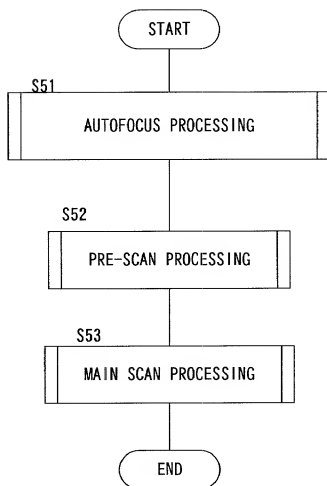 START
S51
AUTOFOCUS PROCESSING
S52
PRE-SCAN PROCESSING
S53
MAIN SCAN PROCESSING
END